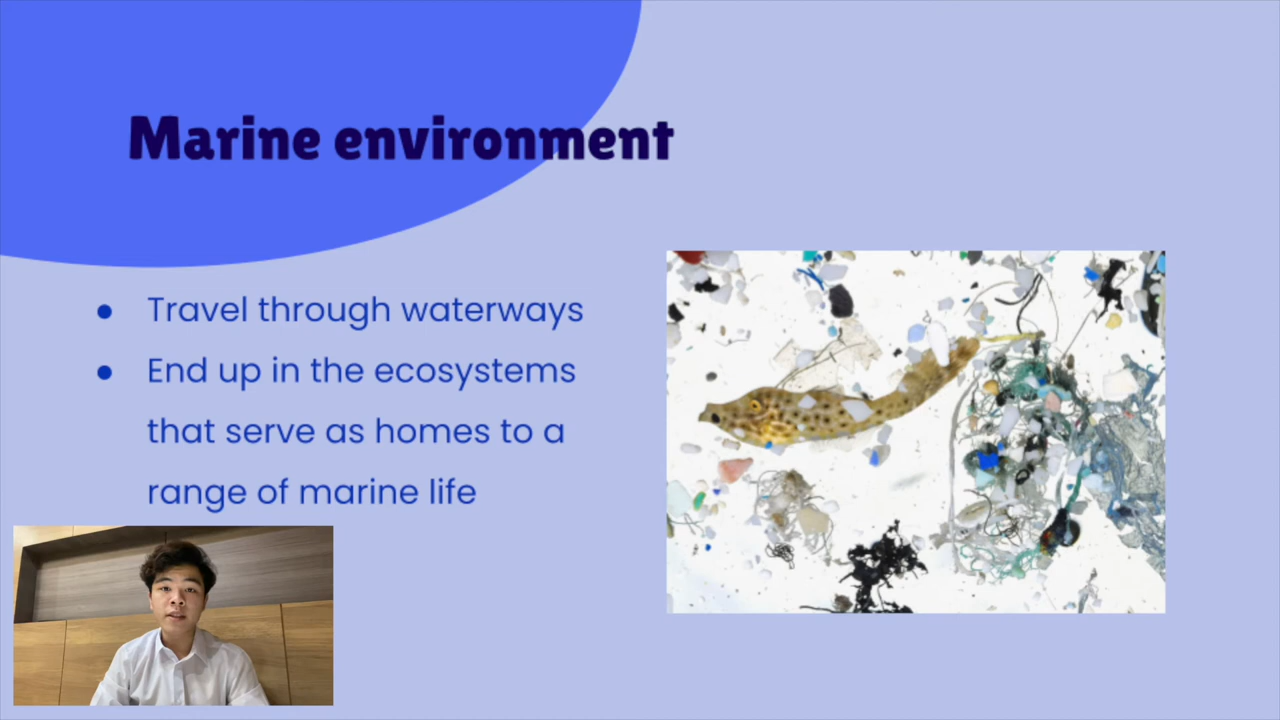 Marine environment
● Travel through waterways
● End up in the ecosystems
that serve as homes to a
range of marine life